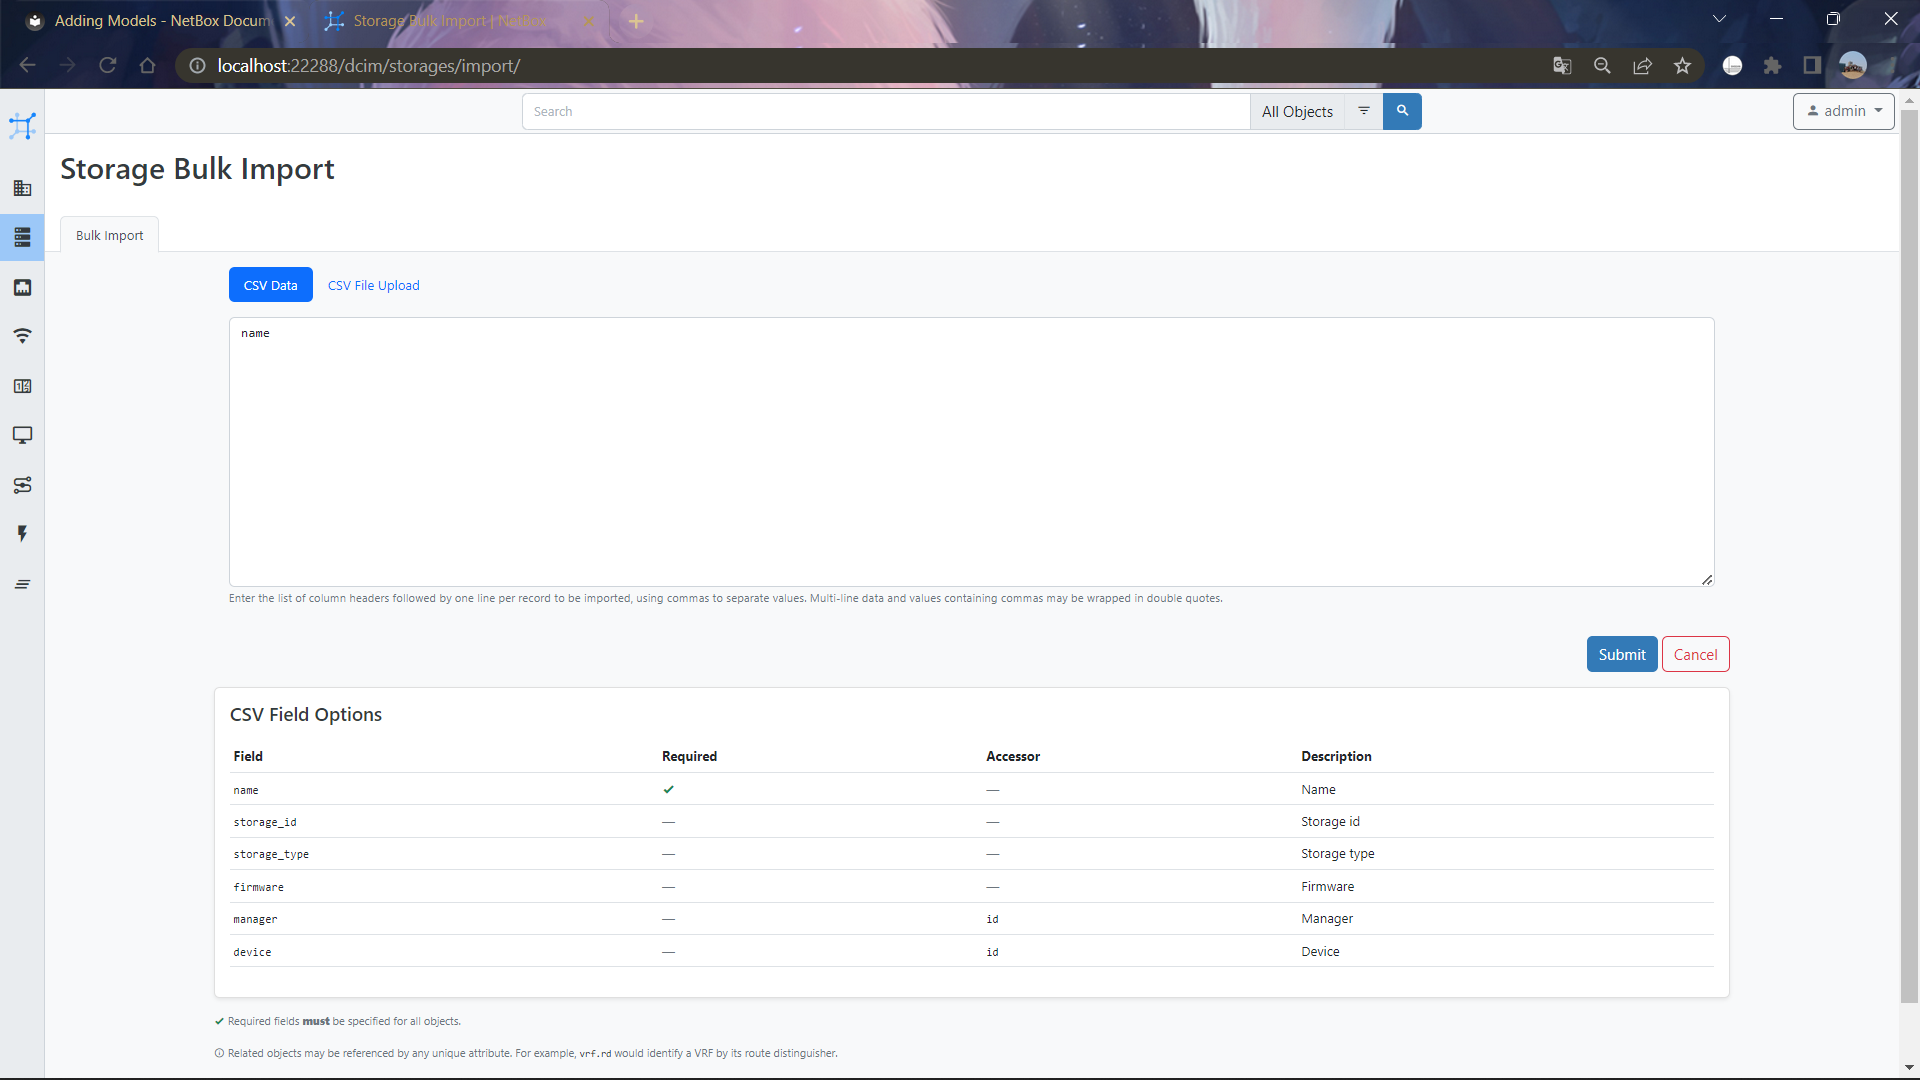 Adding Models - NetBox Docum
Storage Bulk Import | NetBox
localhost:22288/dcim/storages/import/
Search
All Objects
admin
Storage Bulk Import
Bulk Import
CSV Data
CSV File Upload
name
Enter the list of column headers followed by one line per record to be imported, using commas to separate values. Multi-line data and values containing commas may be wrapped in double quotes.
Submit
Cancel
CSV Field Options
Field Required Accessor Description
name ✓ — Name
storage_id — — Storage id
storage_type — — Storage type
firmware — — Firmware
manager — id Manager
device — id Device
✓ Required fields must be specified for all objects.
Related objects may be referenced by any unique attribute. For example, vrf.rd would identify a VRF by its route distinguisher.